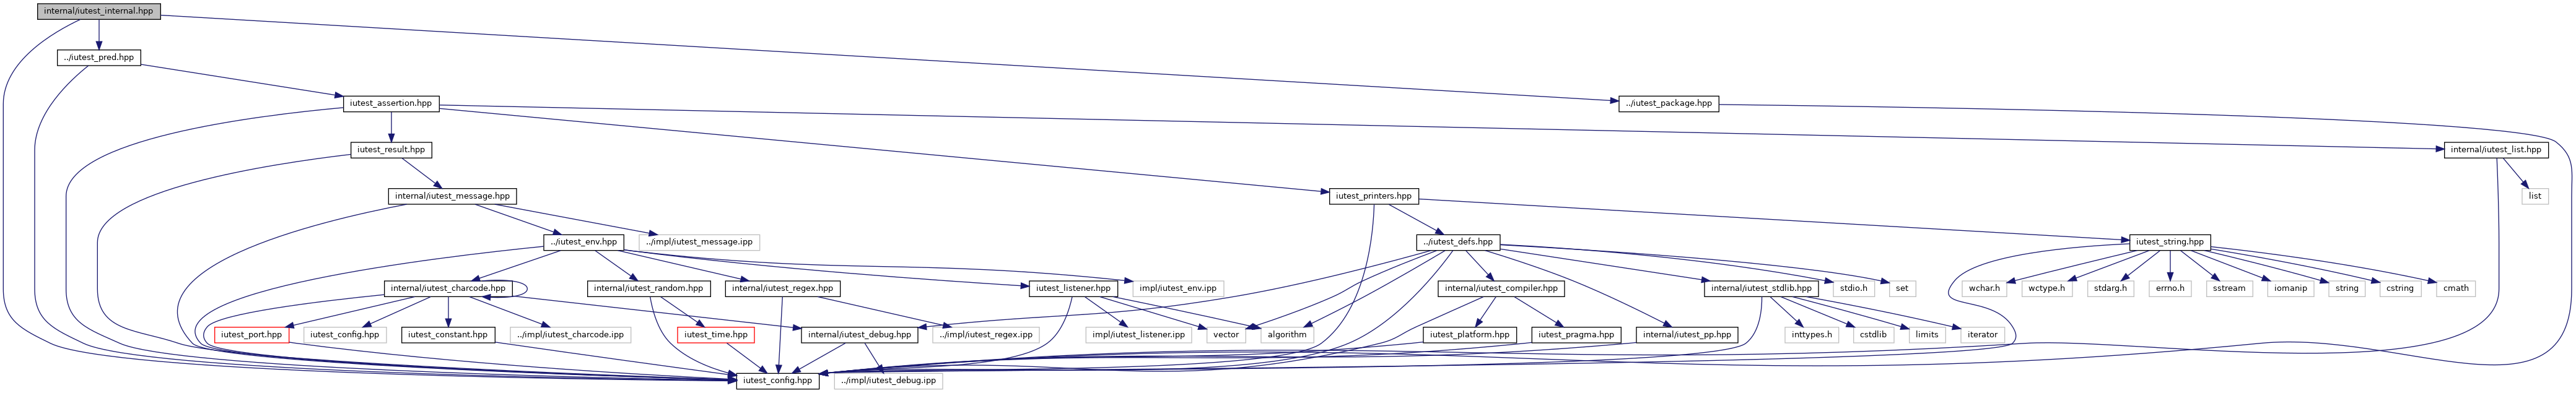 internal/iutest_internal.hpp
../iutest_pred.hpp
iutest_assertion.hpp
../iutest_package.hpp
iutest_result.hpp
internal/iutest_list.hpp
internal/iutest_message.hpp
iutest_printers.hpp
list
../iutest_env.hpp
../impl/iutest_message.ipp
../iutest_defs.hpp
iutest_string.hpp
internal/iutest_charcode.hpp
internal/iutest_random.hpp
internal/iutest_regex.hpp
iutest_listener.hpp
impl/iutest_env.ipp
internal/iutest_compiler.hpp
internal/iutest_stdlib.hpp
stdio.h
set
wchar.h
wctype.h
stdarg.h
errno.h
sstream
iomanip
string
cstring
cmath
iutest_port.hpp
iutest_config.hpp
iutest_constant.hpp
../impl/iutest_charcode.ipp
iutest_time.hpp
internal/iutest_debug.hpp
../impl/iutest_regex.ipp
impl/iutest_listener.ipp
vector
algorithm
iutest_platform.hpp
iutest_pragma.hpp
internal/iutest_pp.hpp
inttypes.h
cstdlib
limits
iterator
iutest_config.hpp
../impl/iutest_debug.ipp